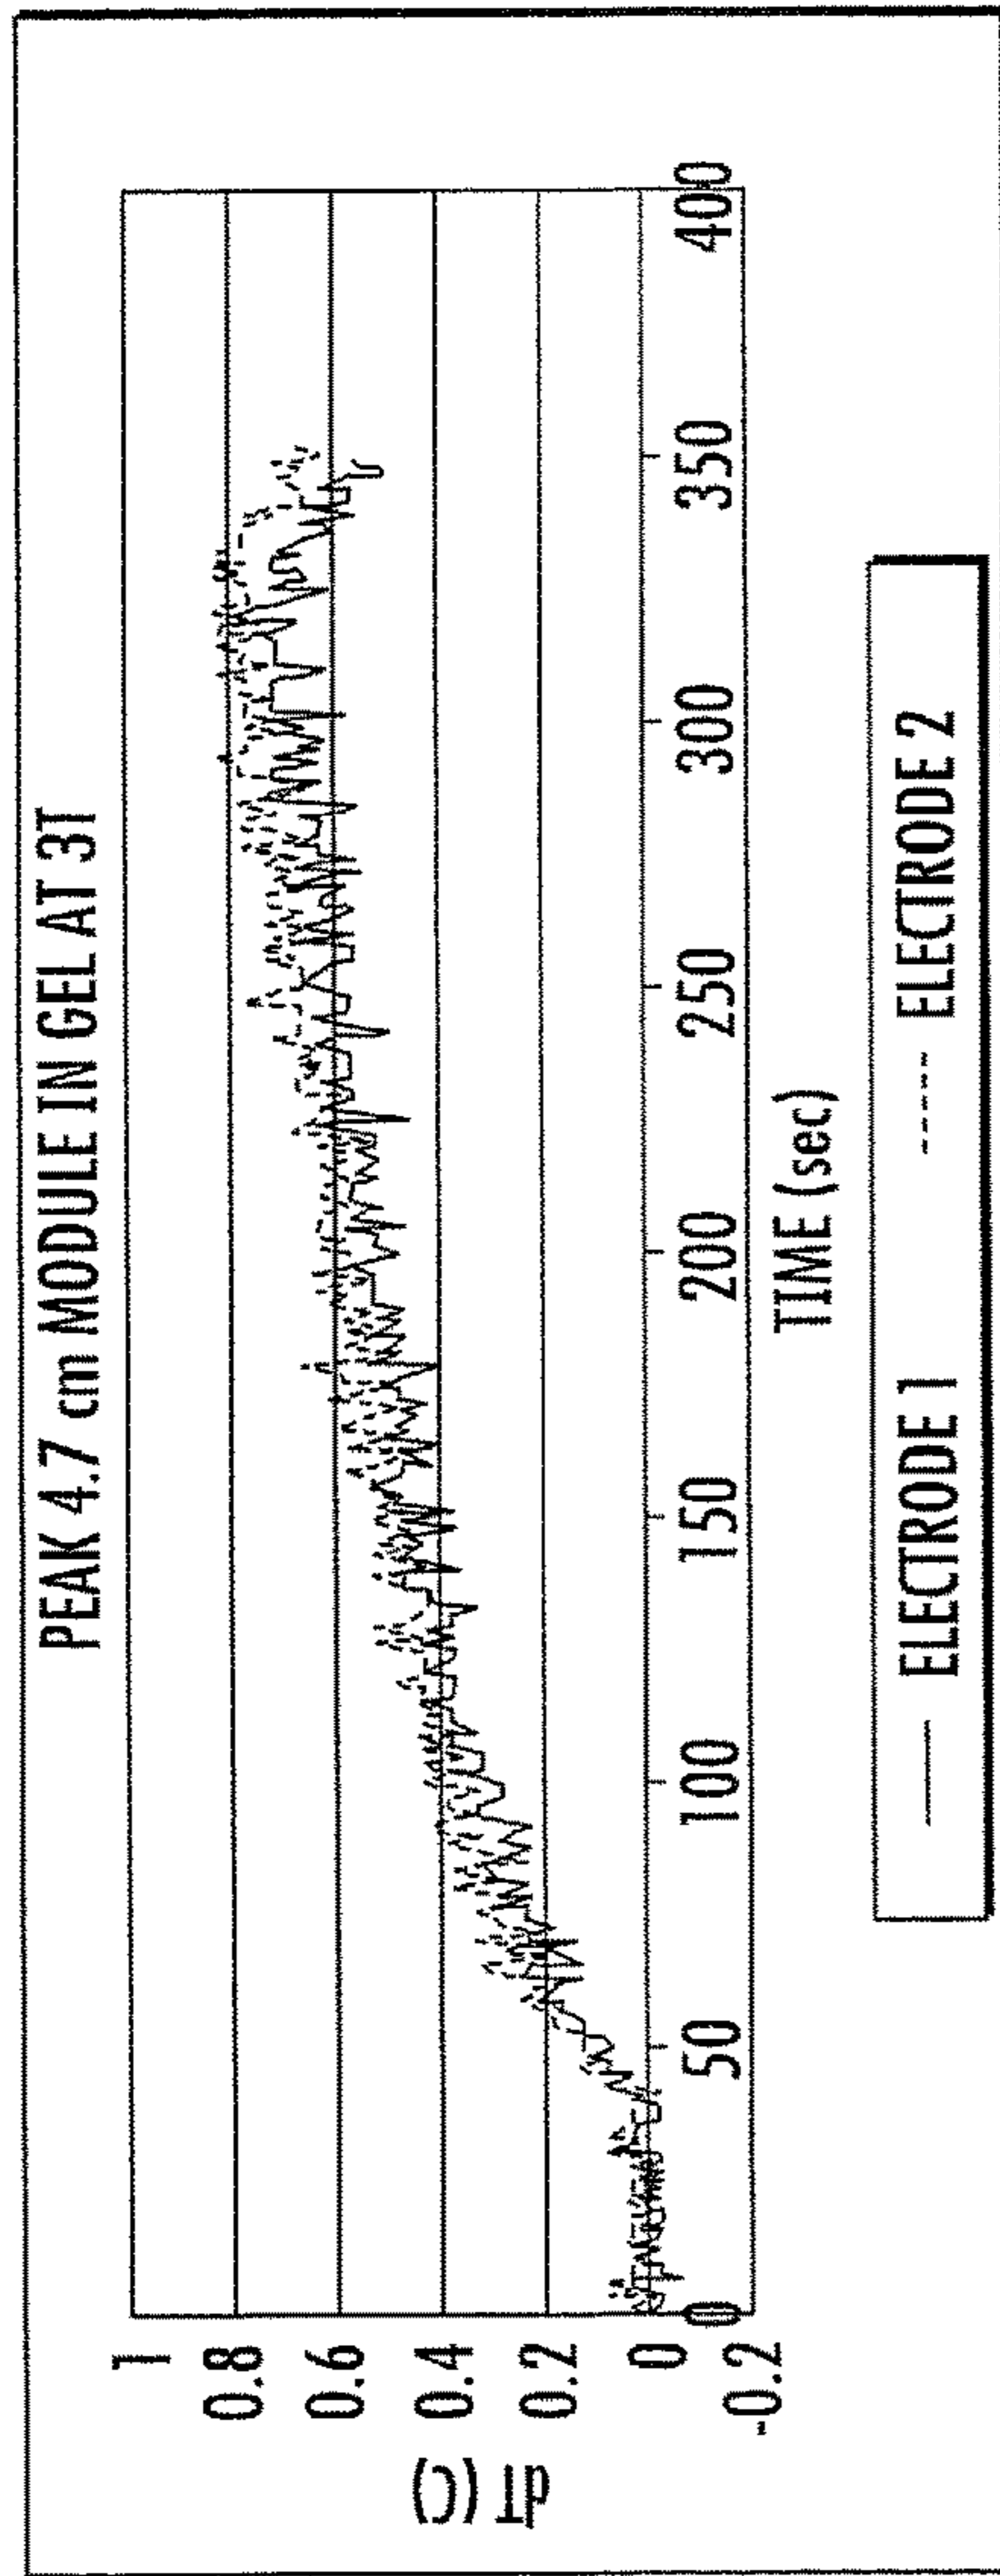 PEAK 4.7 cm MODULE IN GEL AT 3T
dT (C)
1
0.8
0.6
0.4
0.2
0
-0.2
0 50 100 150 200 250 300 350 400
TIME (sec)
ELECTRODE 1 ELECTRODE 2